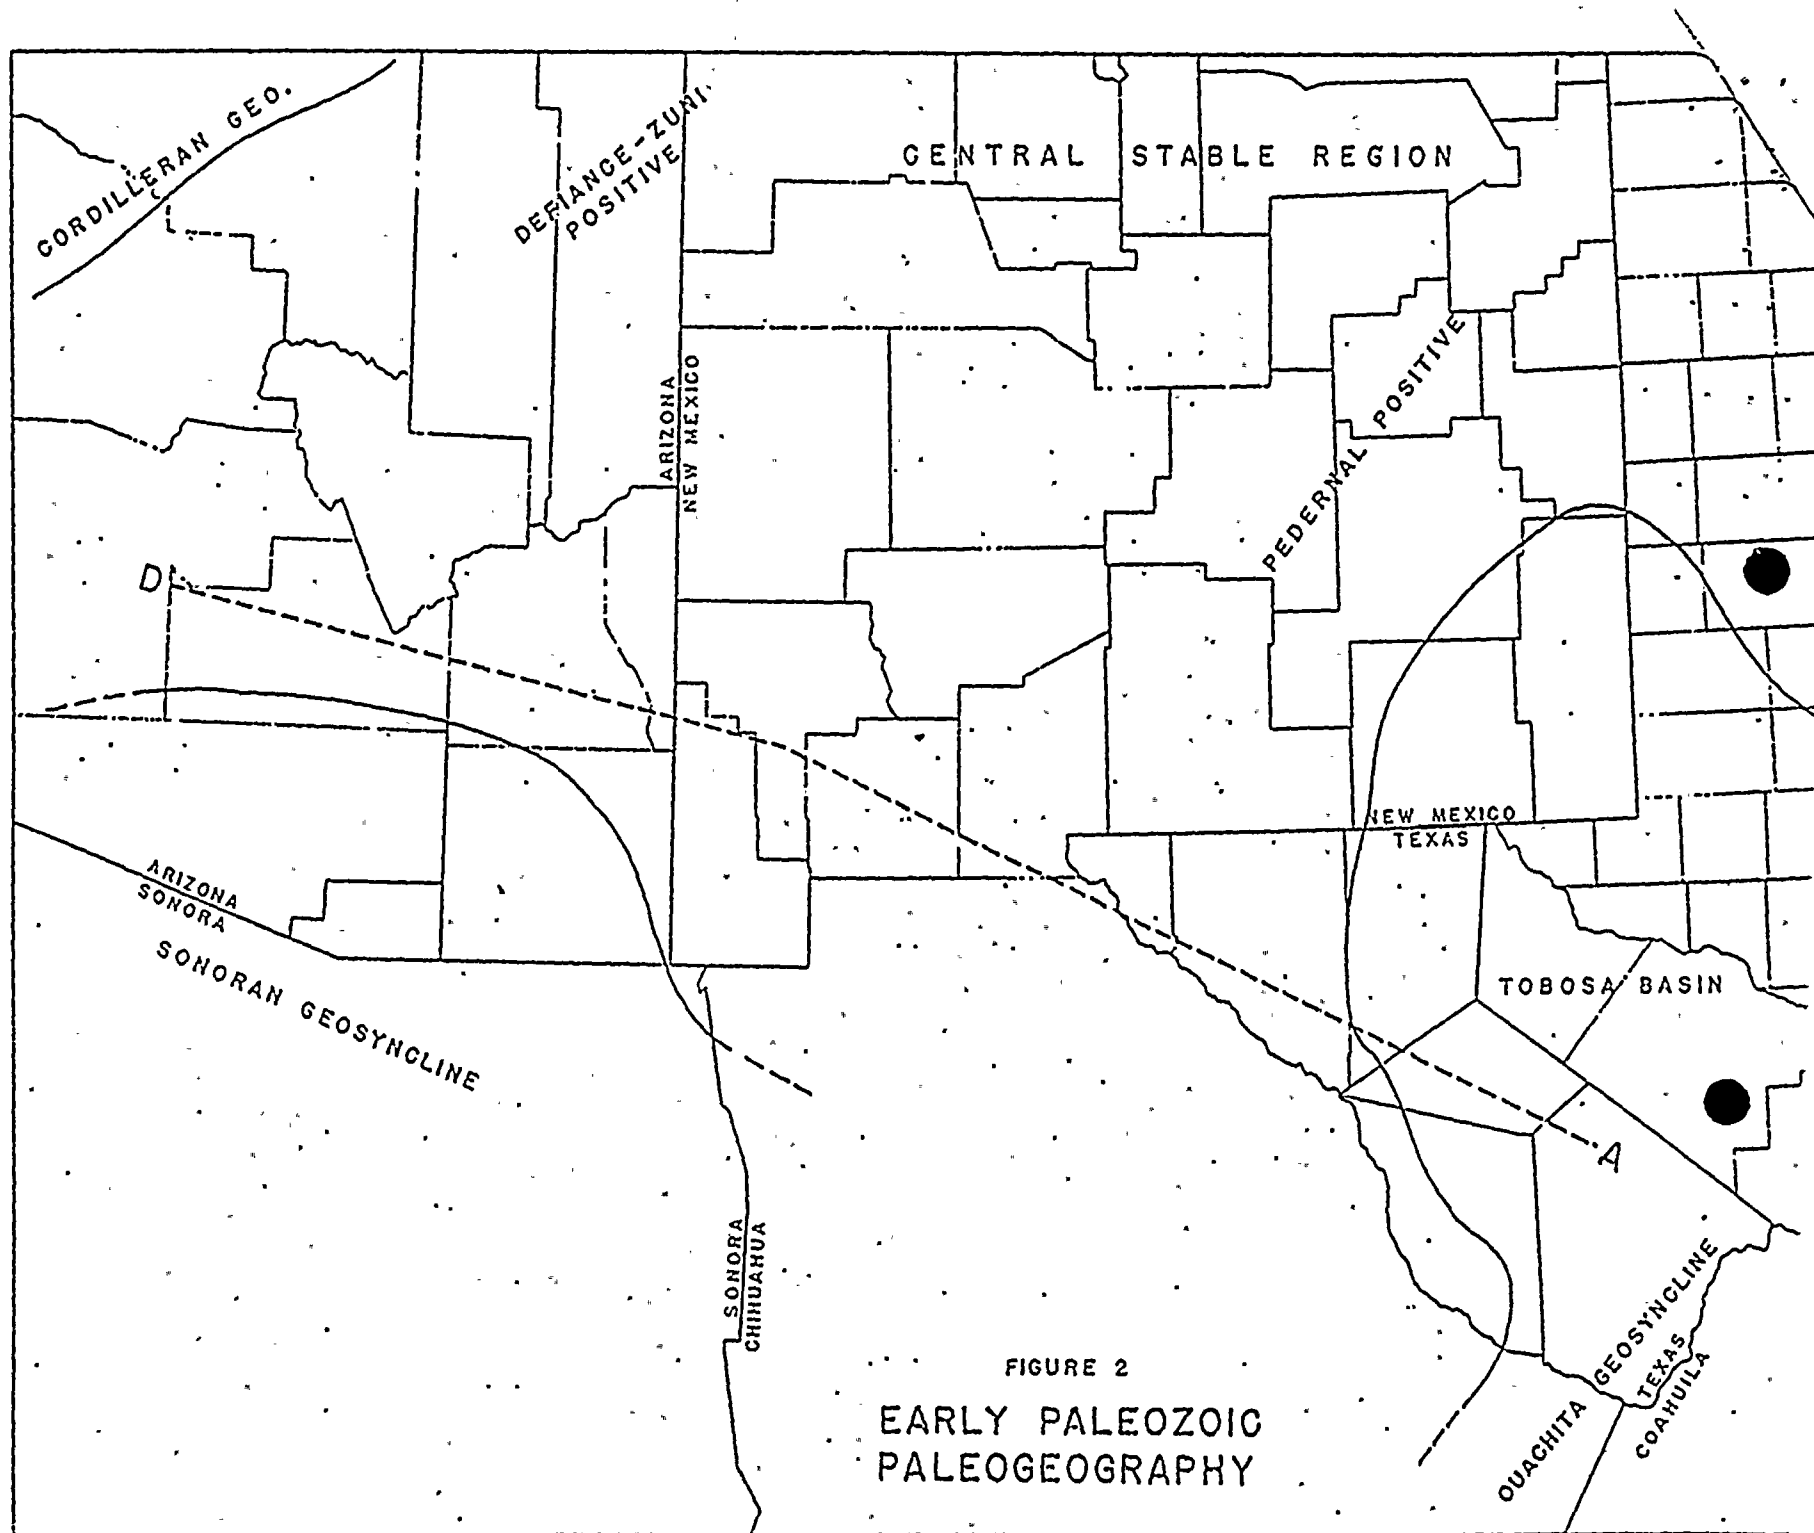 CORDILLERAN GEO.
DEFIANCE-ZUNI
POSITIVE
CENTRAL STABLE REGION
ARIZONA
NEW MEXICO
PEDERNAL POSITIVE
D
NEW MEXICO
TEXAS
ARIZONA
SONORA
SONORAN GEOSYNCLINE
TOBOSA BASIN
A
SONORA
CHIHUAHUA
OUACHITA GEOSYNCLINE
TEXAS
COAHUILA
FIGURE 2
EARLY PALEOZOIC
PALEOGEOGRAPHY